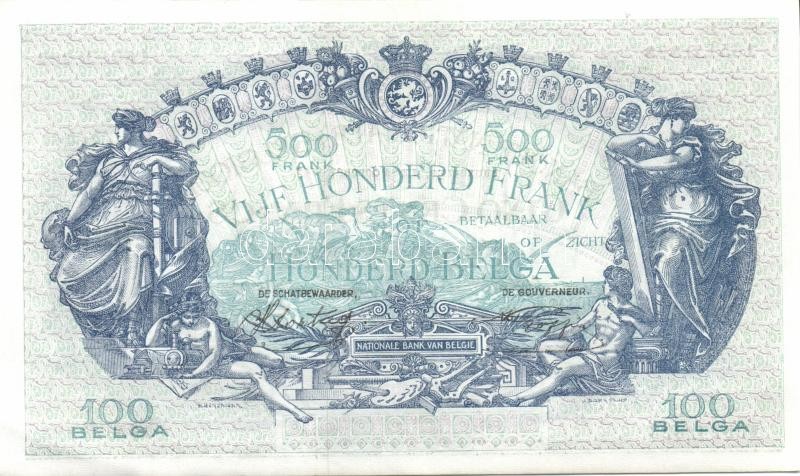 500 500
FRANK FRANK
VIJF HONDERD FRANK
BETAALBAAR
OF ZICHT
HONDERD BELGA
DE SCHATBEWAARDER, DE GOUVERNEUR.
NATIONALE BANK VAN BELGIE
100 100
BELGA BELGA